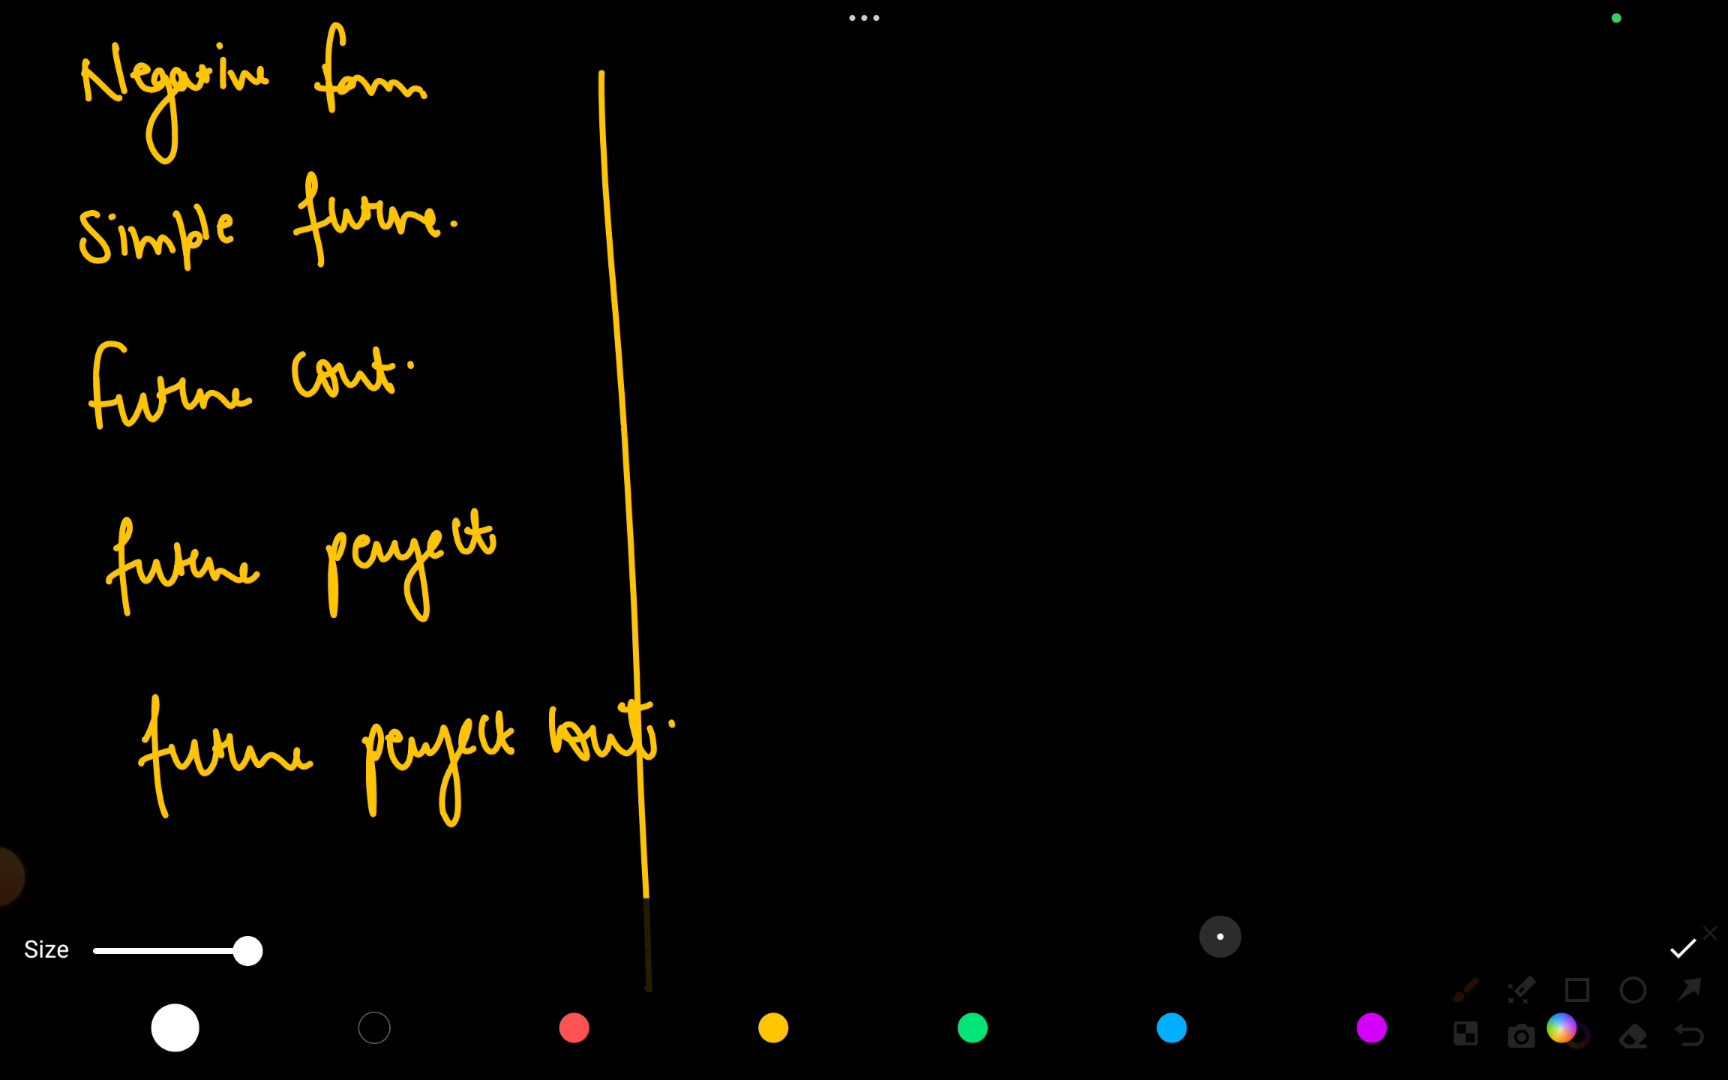 Negative form
Simple future.
future cont.
future perfect
future perfect cont.
Size